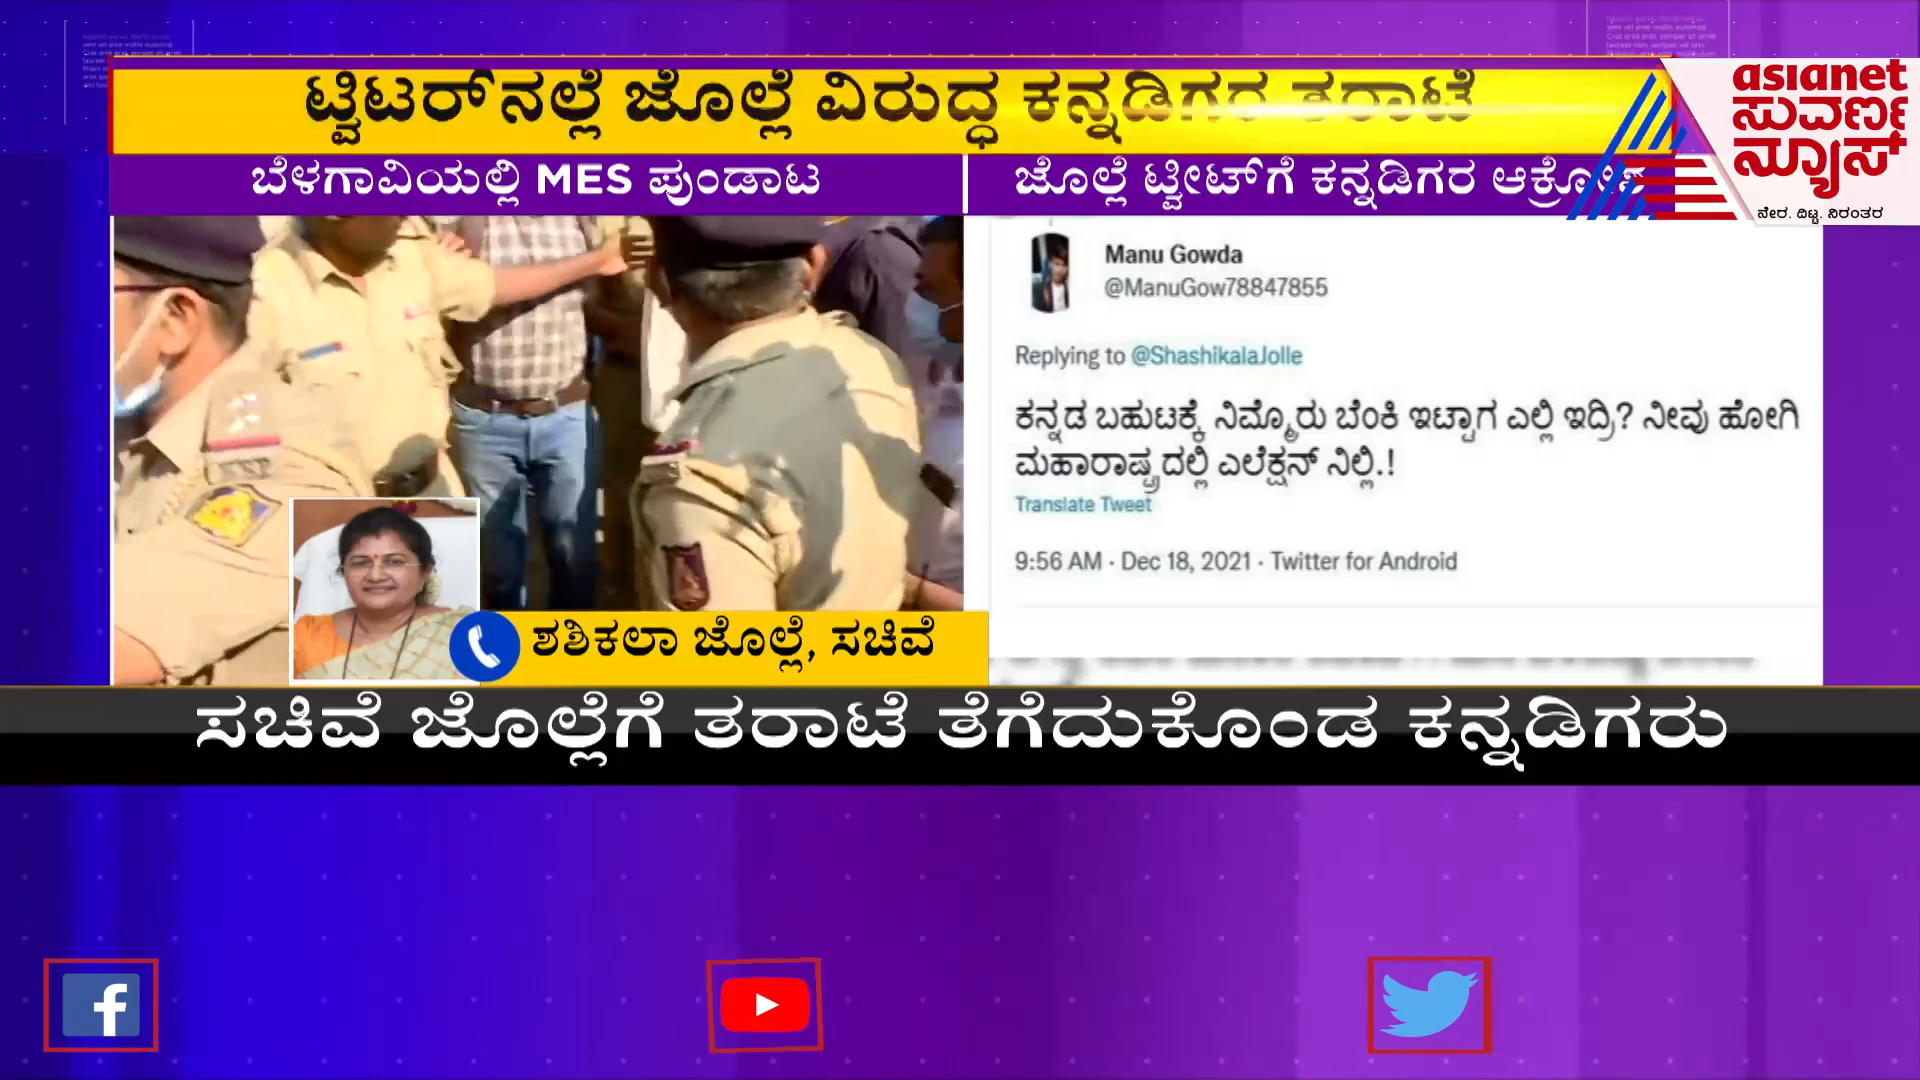 ಟ್ವಿಟರ್‌ನಲ್ಲೆ ಜೊಲ್ಲೆ ವಿರುದ್ಧ ಕನ್ನಡಿಗರ ತರಾಟೆ
asianet
ಸುವರ್ಣ
ನ್ಯೂಸ್
ನೇರ. ದಿಟ್ಟ. ನಿರಂತರ
ಬೆಳಗಾವಿಯಲ್ಲಿ MES ಪುಂಡಾಟ
ಜೊಲ್ಲೆ ಟ್ವೀಟ್‌ಗೆ ಕನ್ನಡಿಗರ ಆಕ್ರೋಶ
Manu Gowda
@ManuGow78847855
Replying to @ShashikalaJolle
ಕನ್ನಡ ಬಹುಟಕ್ಕೆ ನಿಮ್ಮೊರು ಬೆಂಕಿ ಇಟ್ಟಾಗ ಎಲ್ಲಿ ಇದ್ರಿ? ನೀವು ಹೋಗಿ
ಮಹಾರಾಷ್ಟ್ರದಲ್ಲಿ ಎಲೆಕ್ಷನ್ ನಿಲ್ಲಿ.!
Translate Tweet
9:56 AM · Dec 18, 2021 · Twitter for Android
ಶಶಿಕಲಾ ಜೊಲ್ಲೆ, ಸಚಿವೆ
ಸಚಿವೆ ಜೊಲ್ಲೆಗೆ ತರಾಟೆ ತೆಗೆದುಕೊಂಡ ಕನ್ನಡಿಗರು